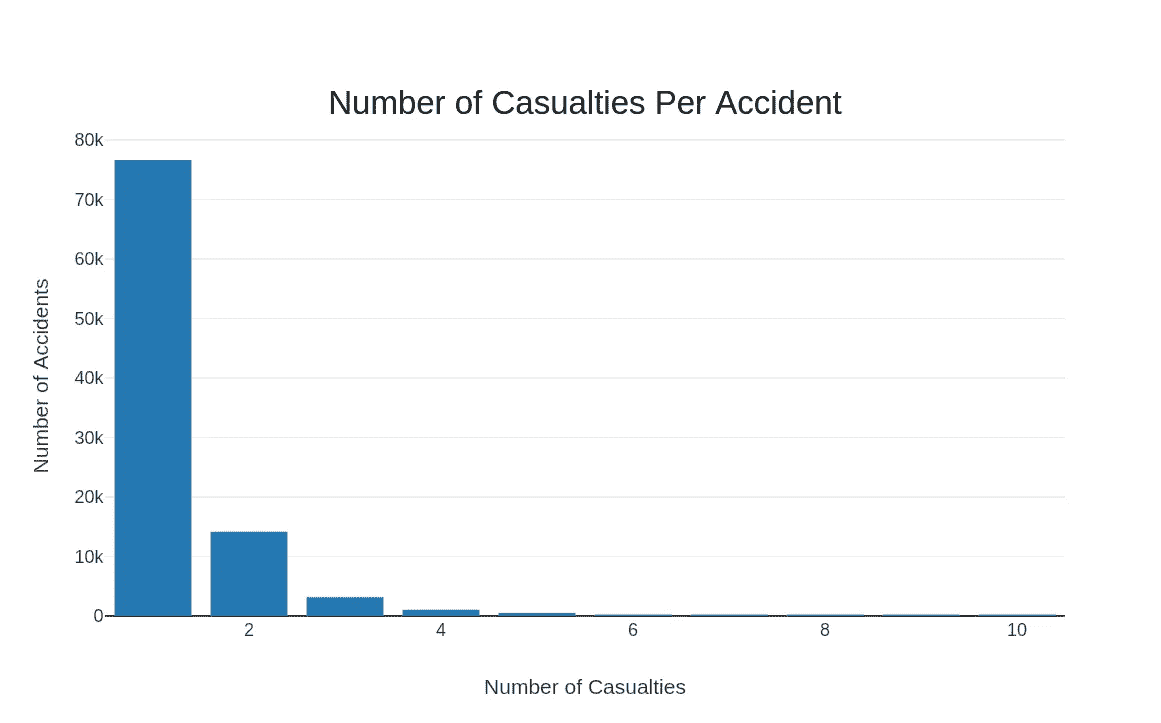 Number of Casualties Per Accident
80k
70k
60k
50k
40k
30k
20k
10k
0
Number of Accidents
2 4 6 8 10
Number of Casualties